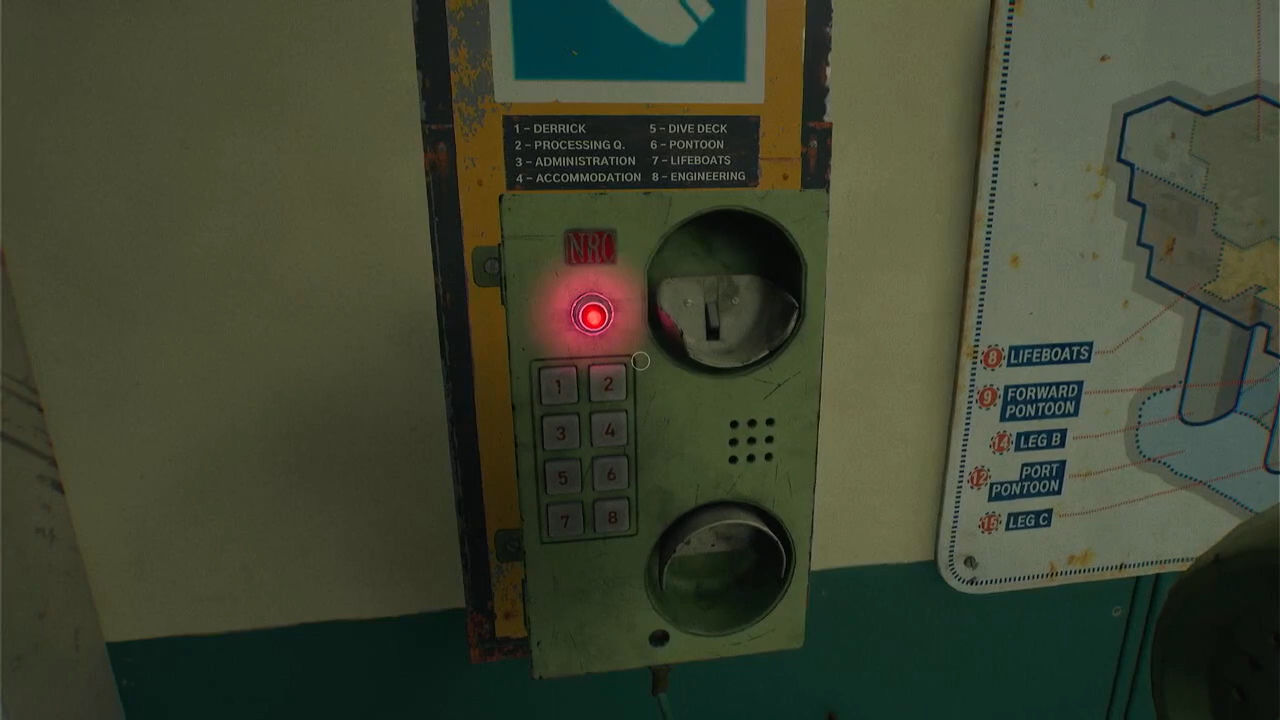 1 – DERRICK
2 – PROCESSING Q.
3 – ADMINISTRATION
4 – ACCOMMODATION
5 – DIVE DECK
6 – PONTOON
7 – LIFEBOATS
8 – ENGINEERING
NRC
1 2
3 4
5 6
7 8
8 LIFEBOATS
9 FORWARD
PONTOON
14 LEG B
12 PORT
PONTOON
15 LEG C